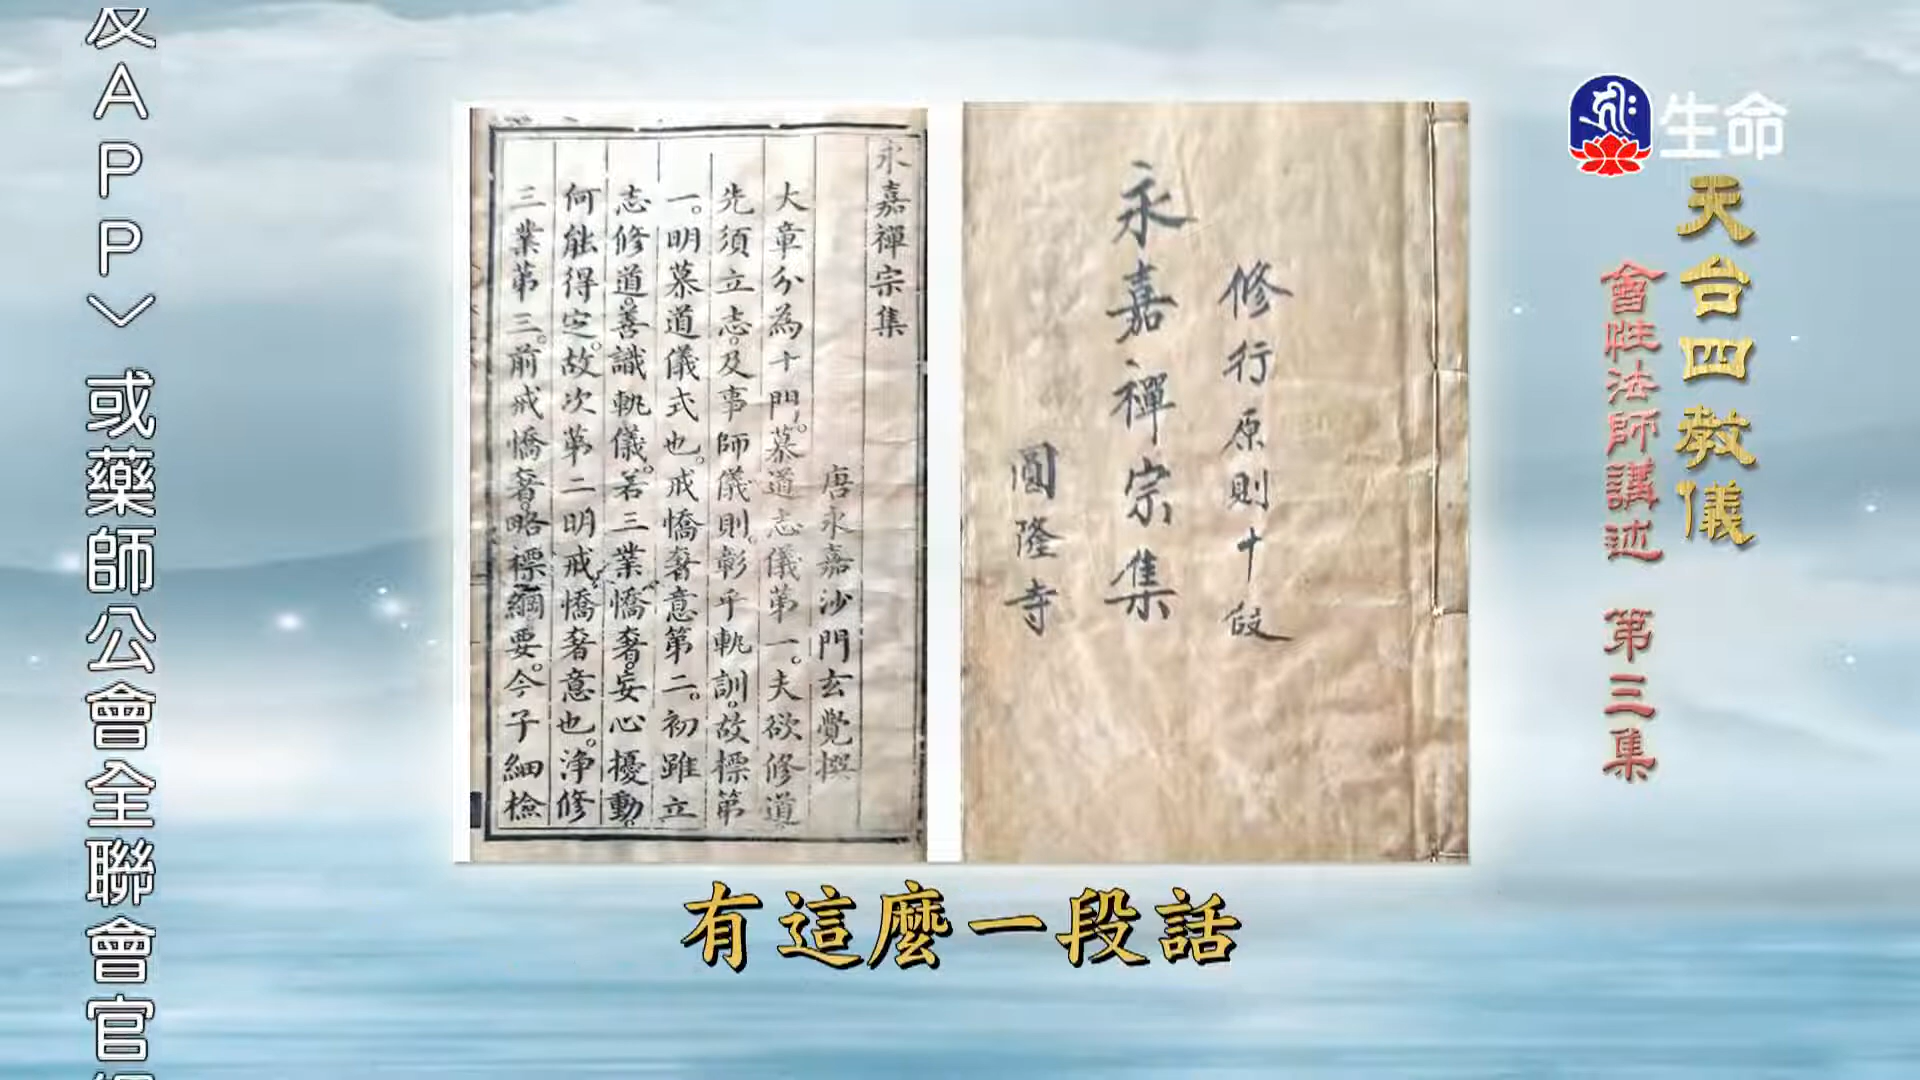 生命
天台四教儀
會性法師講述 第三集
修行原則十段
永嘉禪宗集
圓隆寺
永嘉禪宗集
唐永嘉沙門玄覺撰
大章分為十門。慕道志儀第一。夫欲修道
先須立志。及事師儀則。彰乎軌訓。故標第
一。明慕道儀式也。戒憍奢意第二。初雖立
志修道。善識軌儀。若三業憍奢。妄心擾動。
何能得定。故次第二明戒憍奢意也。淨修
三業第三。前戒憍奢。略標綱要。今子細檢
APP〉或藥師公會全聯會官
有這麼一段話